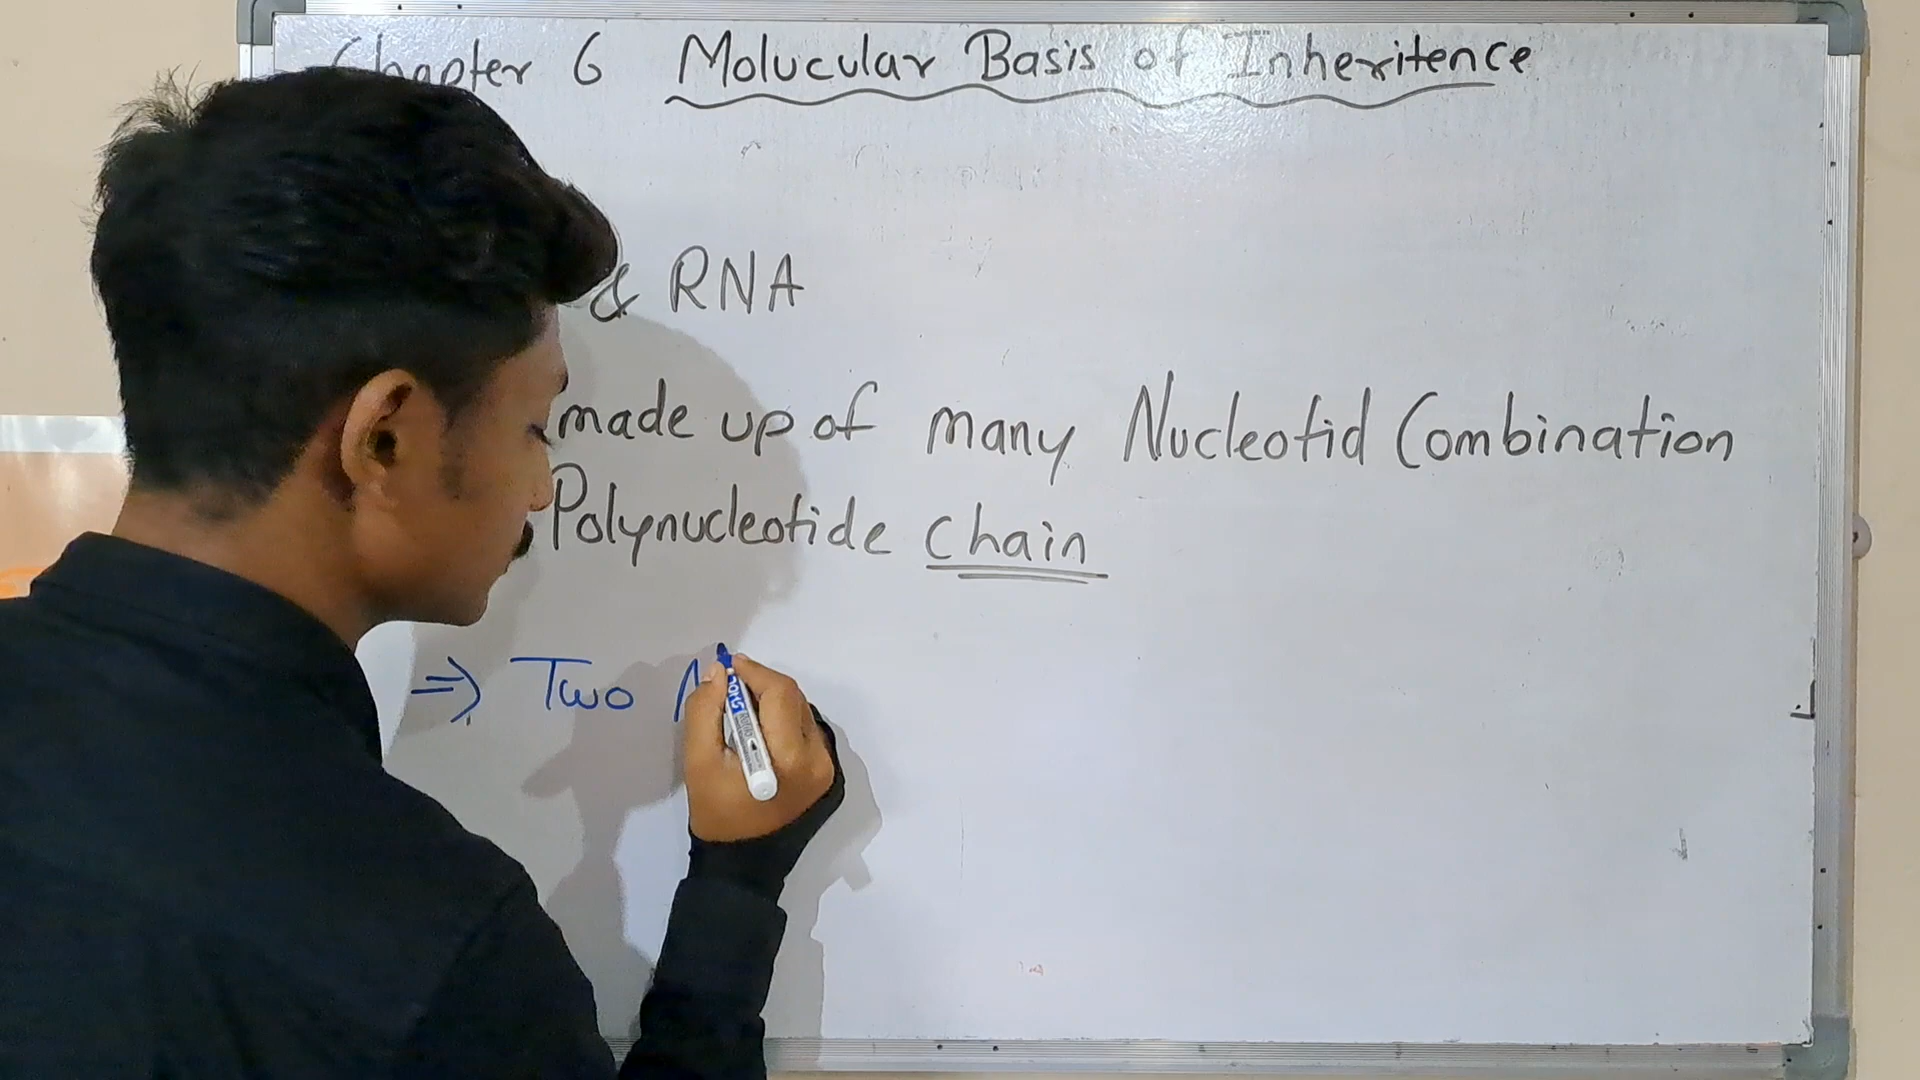 Chapter 6 Molucular Basis of Inheritence
& RNA
made up of many Nucleotid Combination
Polynucleotide chain
⇒ Two